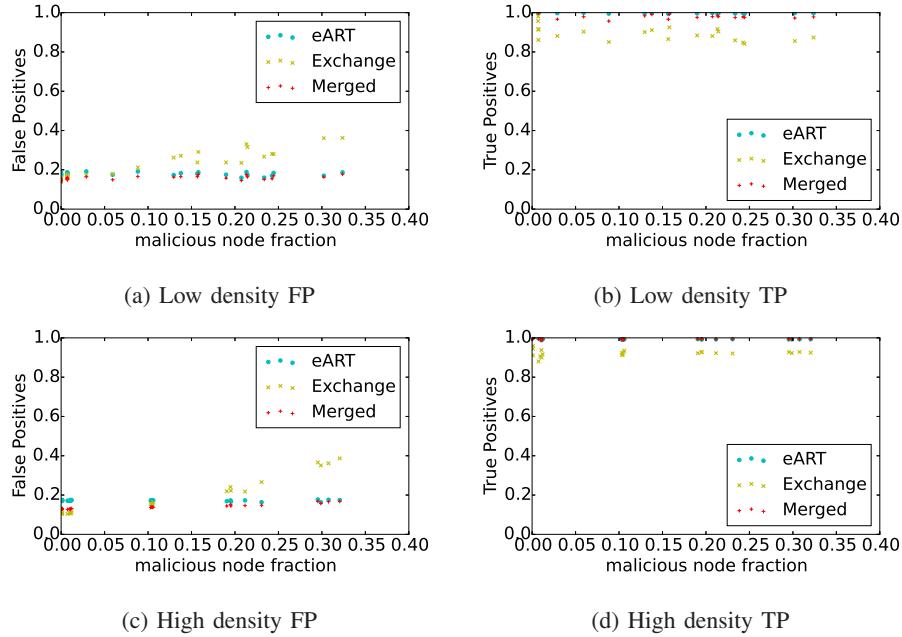 1.0
0.8
0.6
0.4
0.2
0.0
False Positives
eART
Exchange
Merged
0.00 0.05 0.10 0.15 0.20 0.25 0.30 0.35 0.40
malicious node fraction
(a) Low density FP
1.0
0.8
0.6
0.4
0.2
0.0
True Positives
eART
Exchange
Merged
0.00 0.05 0.10 0.15 0.20 0.25 0.30 0.35 0.40
malicious node fraction
(b) Low density TP
1.0
0.8
0.6
0.4
0.2
0.0
False Positives
eART
Exchange
Merged
0.00 0.05 0.10 0.15 0.20 0.25 0.30 0.35 0.40
malicious node fraction
(c) High density FP
1.0
0.8
0.6
0.4
0.2
0.0
True Positives
eART
Exchange
Merged
0.00 0.05 0.10 0.15 0.20 0.25 0.30 0.35 0.40
malicious node fraction
(d) High density TP